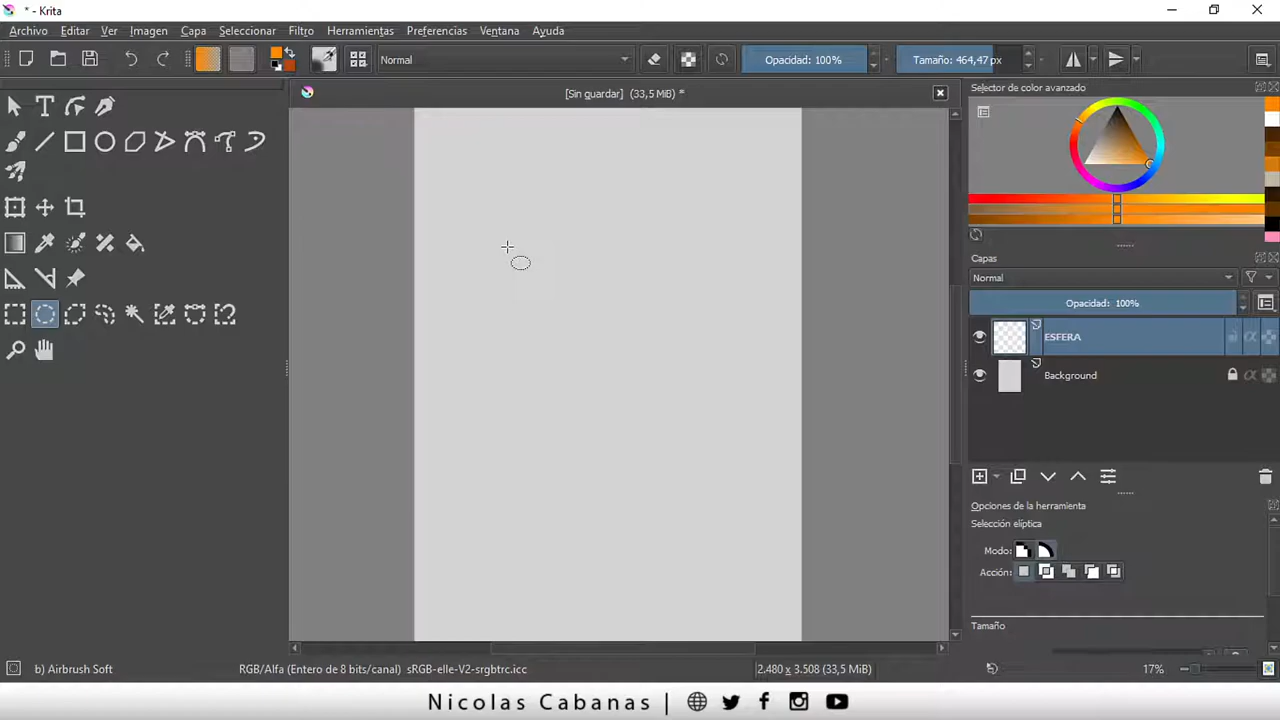 * - Krita
Archivo Editar Ver Imagen Capa Seleccionar Filtro Herramientas Preferencias Ventana Ayuda
Normal Opacidad: 100% Tamaño: 464,47 px
[Sin guardar] (33,5 MiB) *
Selector de color avanzado
Capas
Normal
Opacidad: 100%
ESFERA
Background
Opciones de la herramienta
Selección elíptica
Modo:
Acción:
Tamaño
b) Airbrush Soft RGB/Alfa (Entero de 8 bits/canal) sRGB-elle-V2-srgbtrc.icc 2.480 x 3.508 (33,5 MiB) 17%
Nicolas Cabanas |